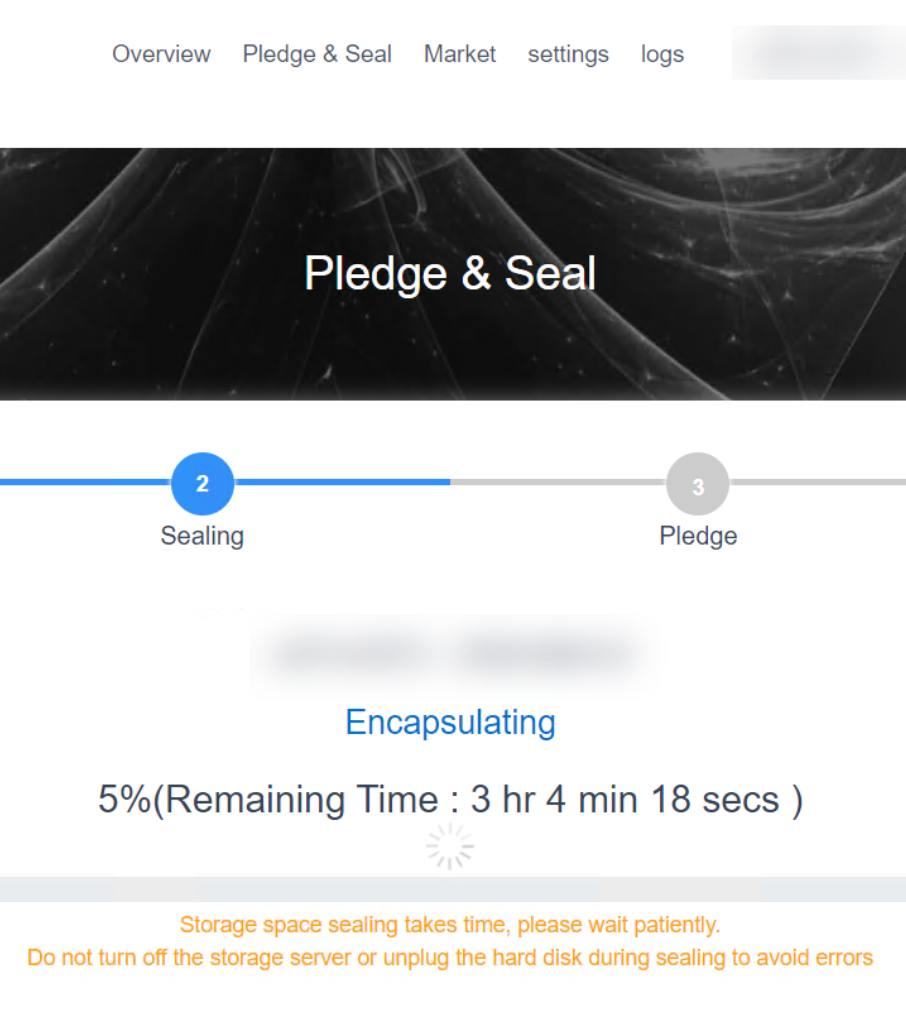 Overview Pledge & Seal Market settings logs
Pledge & Seal
2 3
Sealing Pledge
Encapsulating
5%(Remaining Time : 3 hr 4 min 18 secs )
Storage space sealing takes time, please wait patiently.
Do not turn off the storage server or unplug the hard disk during sealing to avoid errors